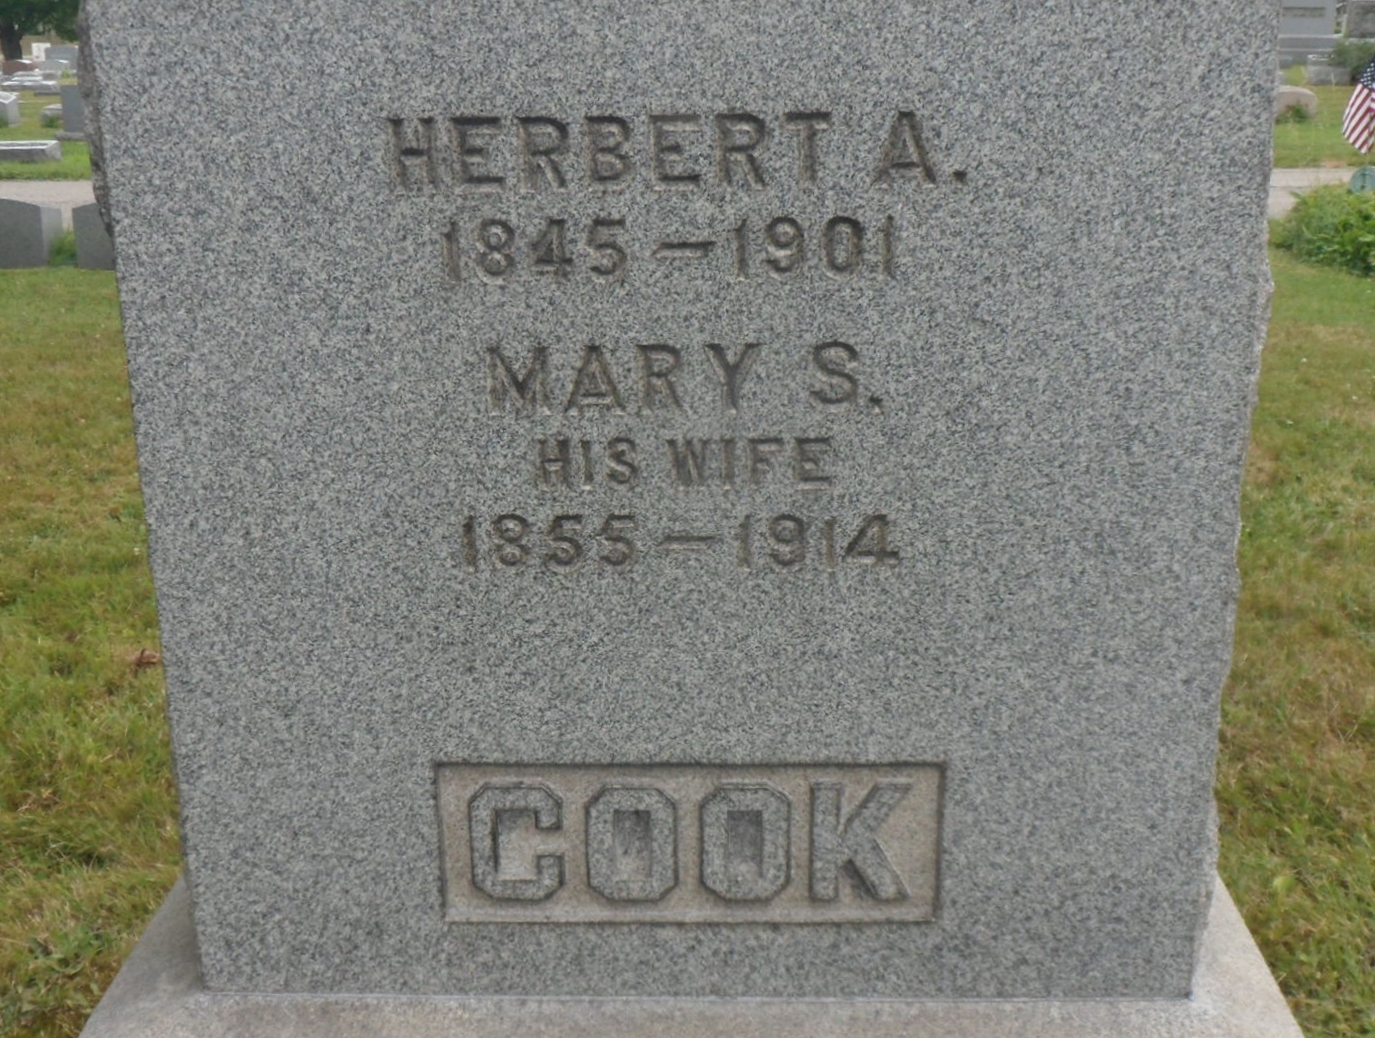 HERBERT A.
1845 — 1901
MARY S.
HIS WIFE
1855 — 1914
COOK